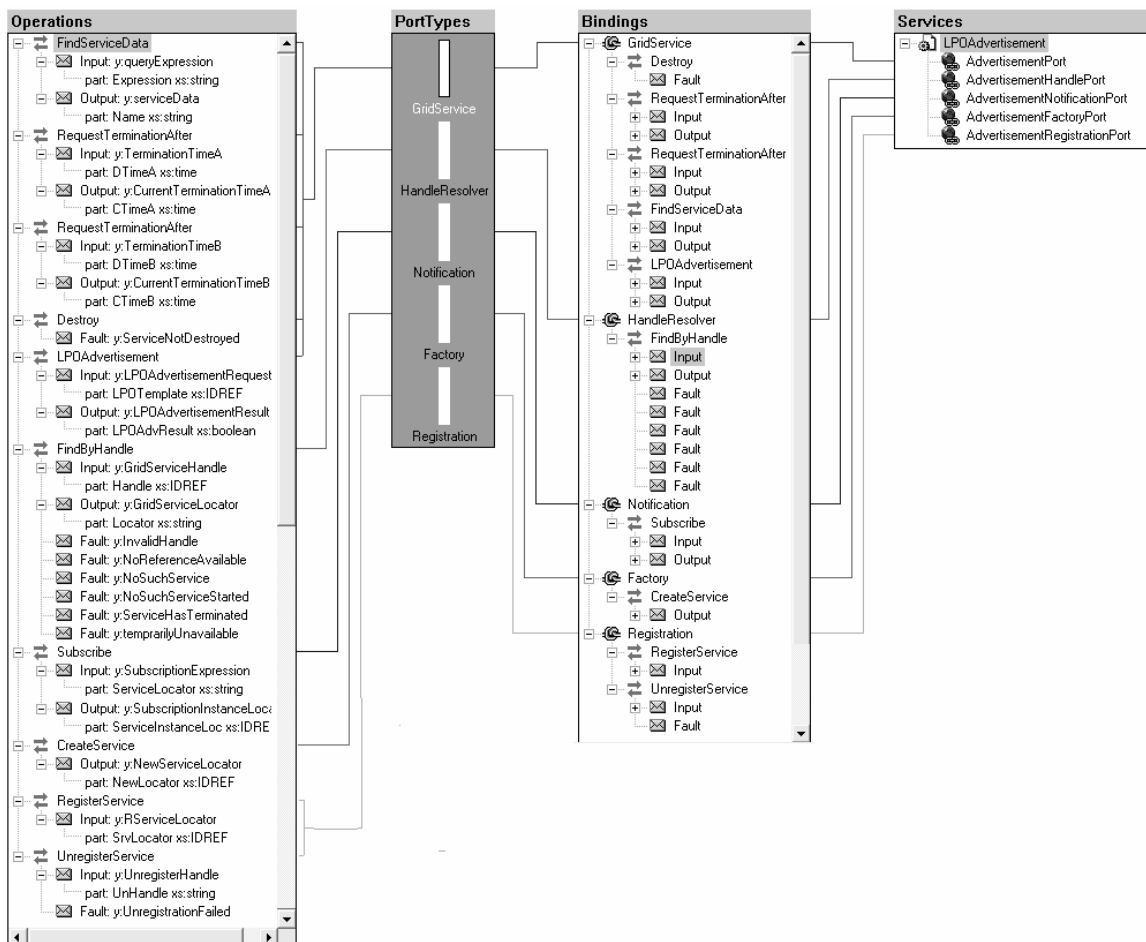 Operations
FindServiceData
Input: y:queryExpression
part: Expression xs:string
Output: y:serviceData
part: Name xs:string
RequestTerminationAfter
Input: y:TerminationTimeA
part: DTimeA xs:time
Output: y:CurrentTerminationTimeA
part: CTimeA xs:time
RequestTerminationAfter
Input: y:TerminationTimeB
part: DTimeB xs:time
Output: y:CurrentTerminationTimeB
part: CTimeB xs:time
Destroy
Fault: y:ServiceNotDestroyed
LPOAdvertisement
Input: y:LPOAdvertisementRequest
part: LPOTemplate xs:IDREF
Output: y:LPOAdvertisementResult
part: LPOAdvResult xs:boolean
FindByHandle
Input: y:GridServiceHandle
part: Handle xs:IDREF
Output: y:GridServiceLocator
part: Locator xs:string
Fault: y:InvalidHandle
Fault: y:NoReferenceAvailable
Fault: y:NoSuchService
Fault: y:NoSuchServiceStarted
Fault: y:ServiceHasTerminated
Fault: y:temprarilyUnavailable
Subscribe
Input: y:SubscriptionExpression
part: ServiceLocator xs:string
Output: y:SubscriptionInstanceLoca
part: ServiceInstanceLoc xs:IDRE
CreateService
Output: y:NewServiceLocator
part: NewLocator xs:IDREF
RegisterService
Input: y:RServiceLocator
part: SrvLocator xs:IDREF
UnregisterService
Input: y:UnregisterHandle
part: UnHandle xs:string
Fault: y:UnregistrationFailed
PortTypes
GridService
HandleResolver
Notification
Factory
Registration
Bindings
GridService
Destroy
Fault
RequestTerminationAfter
Input
Output
RequestTerminationAfter
Input
Output
FindServiceData
Input
Output
LPOAdvertisement
Input
Output
HandleResolver
FindByHandle
Input
Output
Fault
Fault
Fault
Fault
Fault
Fault
Notification
Subscribe
Input
Output
Factory
CreateService
Output
Registration
RegisterService
Input
UnregisterService
Input
Fault
Services
LPOAdvertisement
AdvertisementPort
AdvertisementHandlePort
AdvertisementNotificationPort
AdvertisementFactoryPort
AdvertisementRegistrationPort